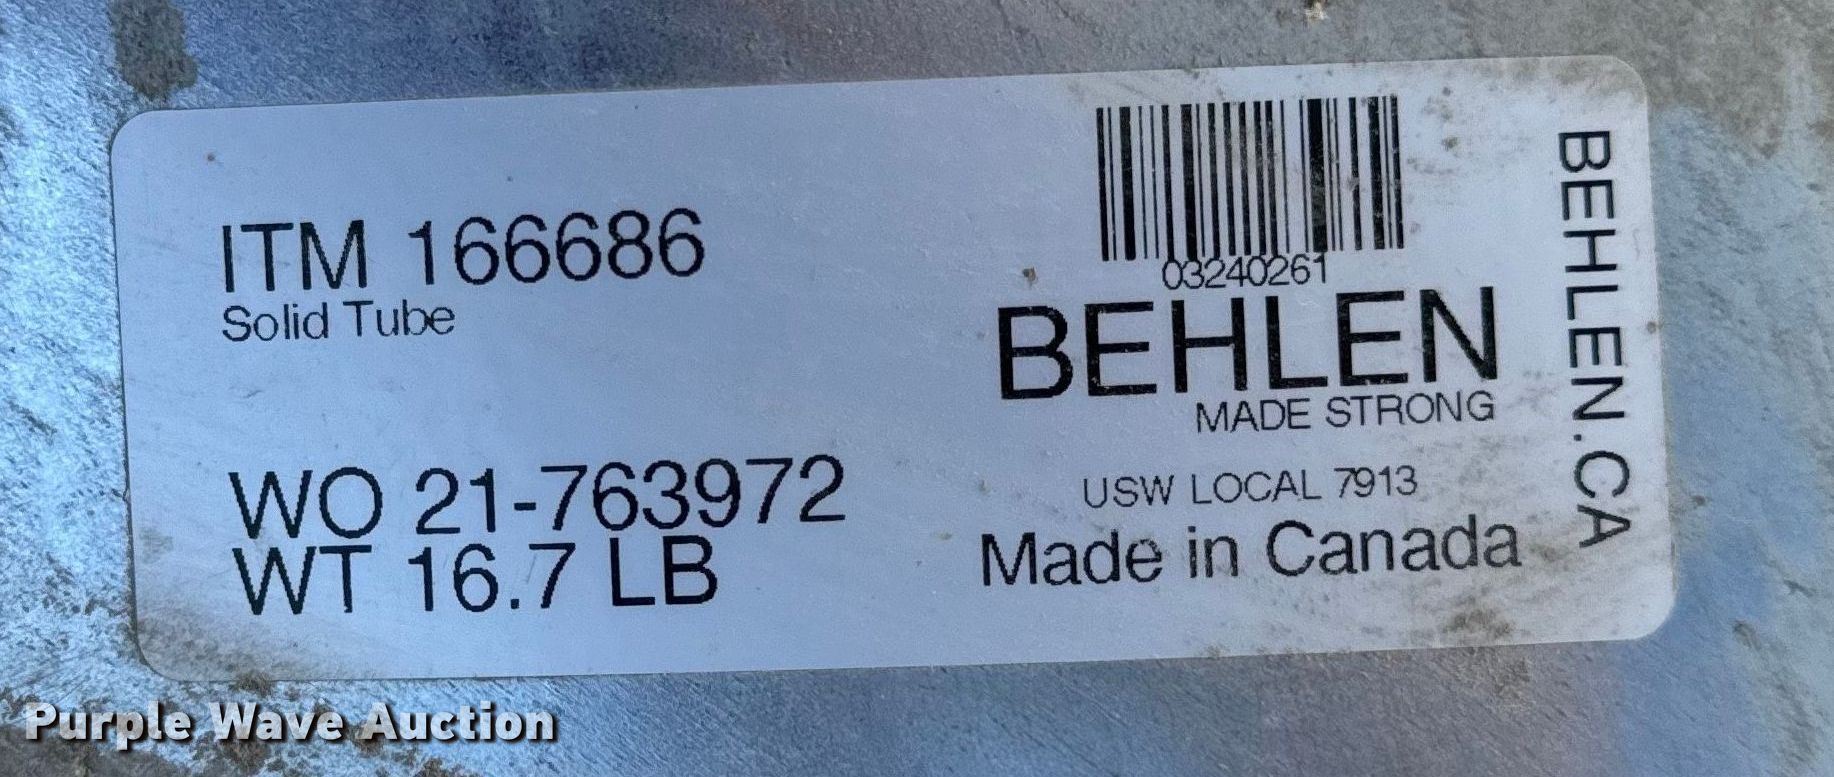 ITM 166686
Solid Tube
WO 21-763972
WT 16.7 LB
03240261
BEHLEN
MADE STRONG
USW LOCAL 7913
Made in Canada
BEHLEN.CA
Purple Wave Auction